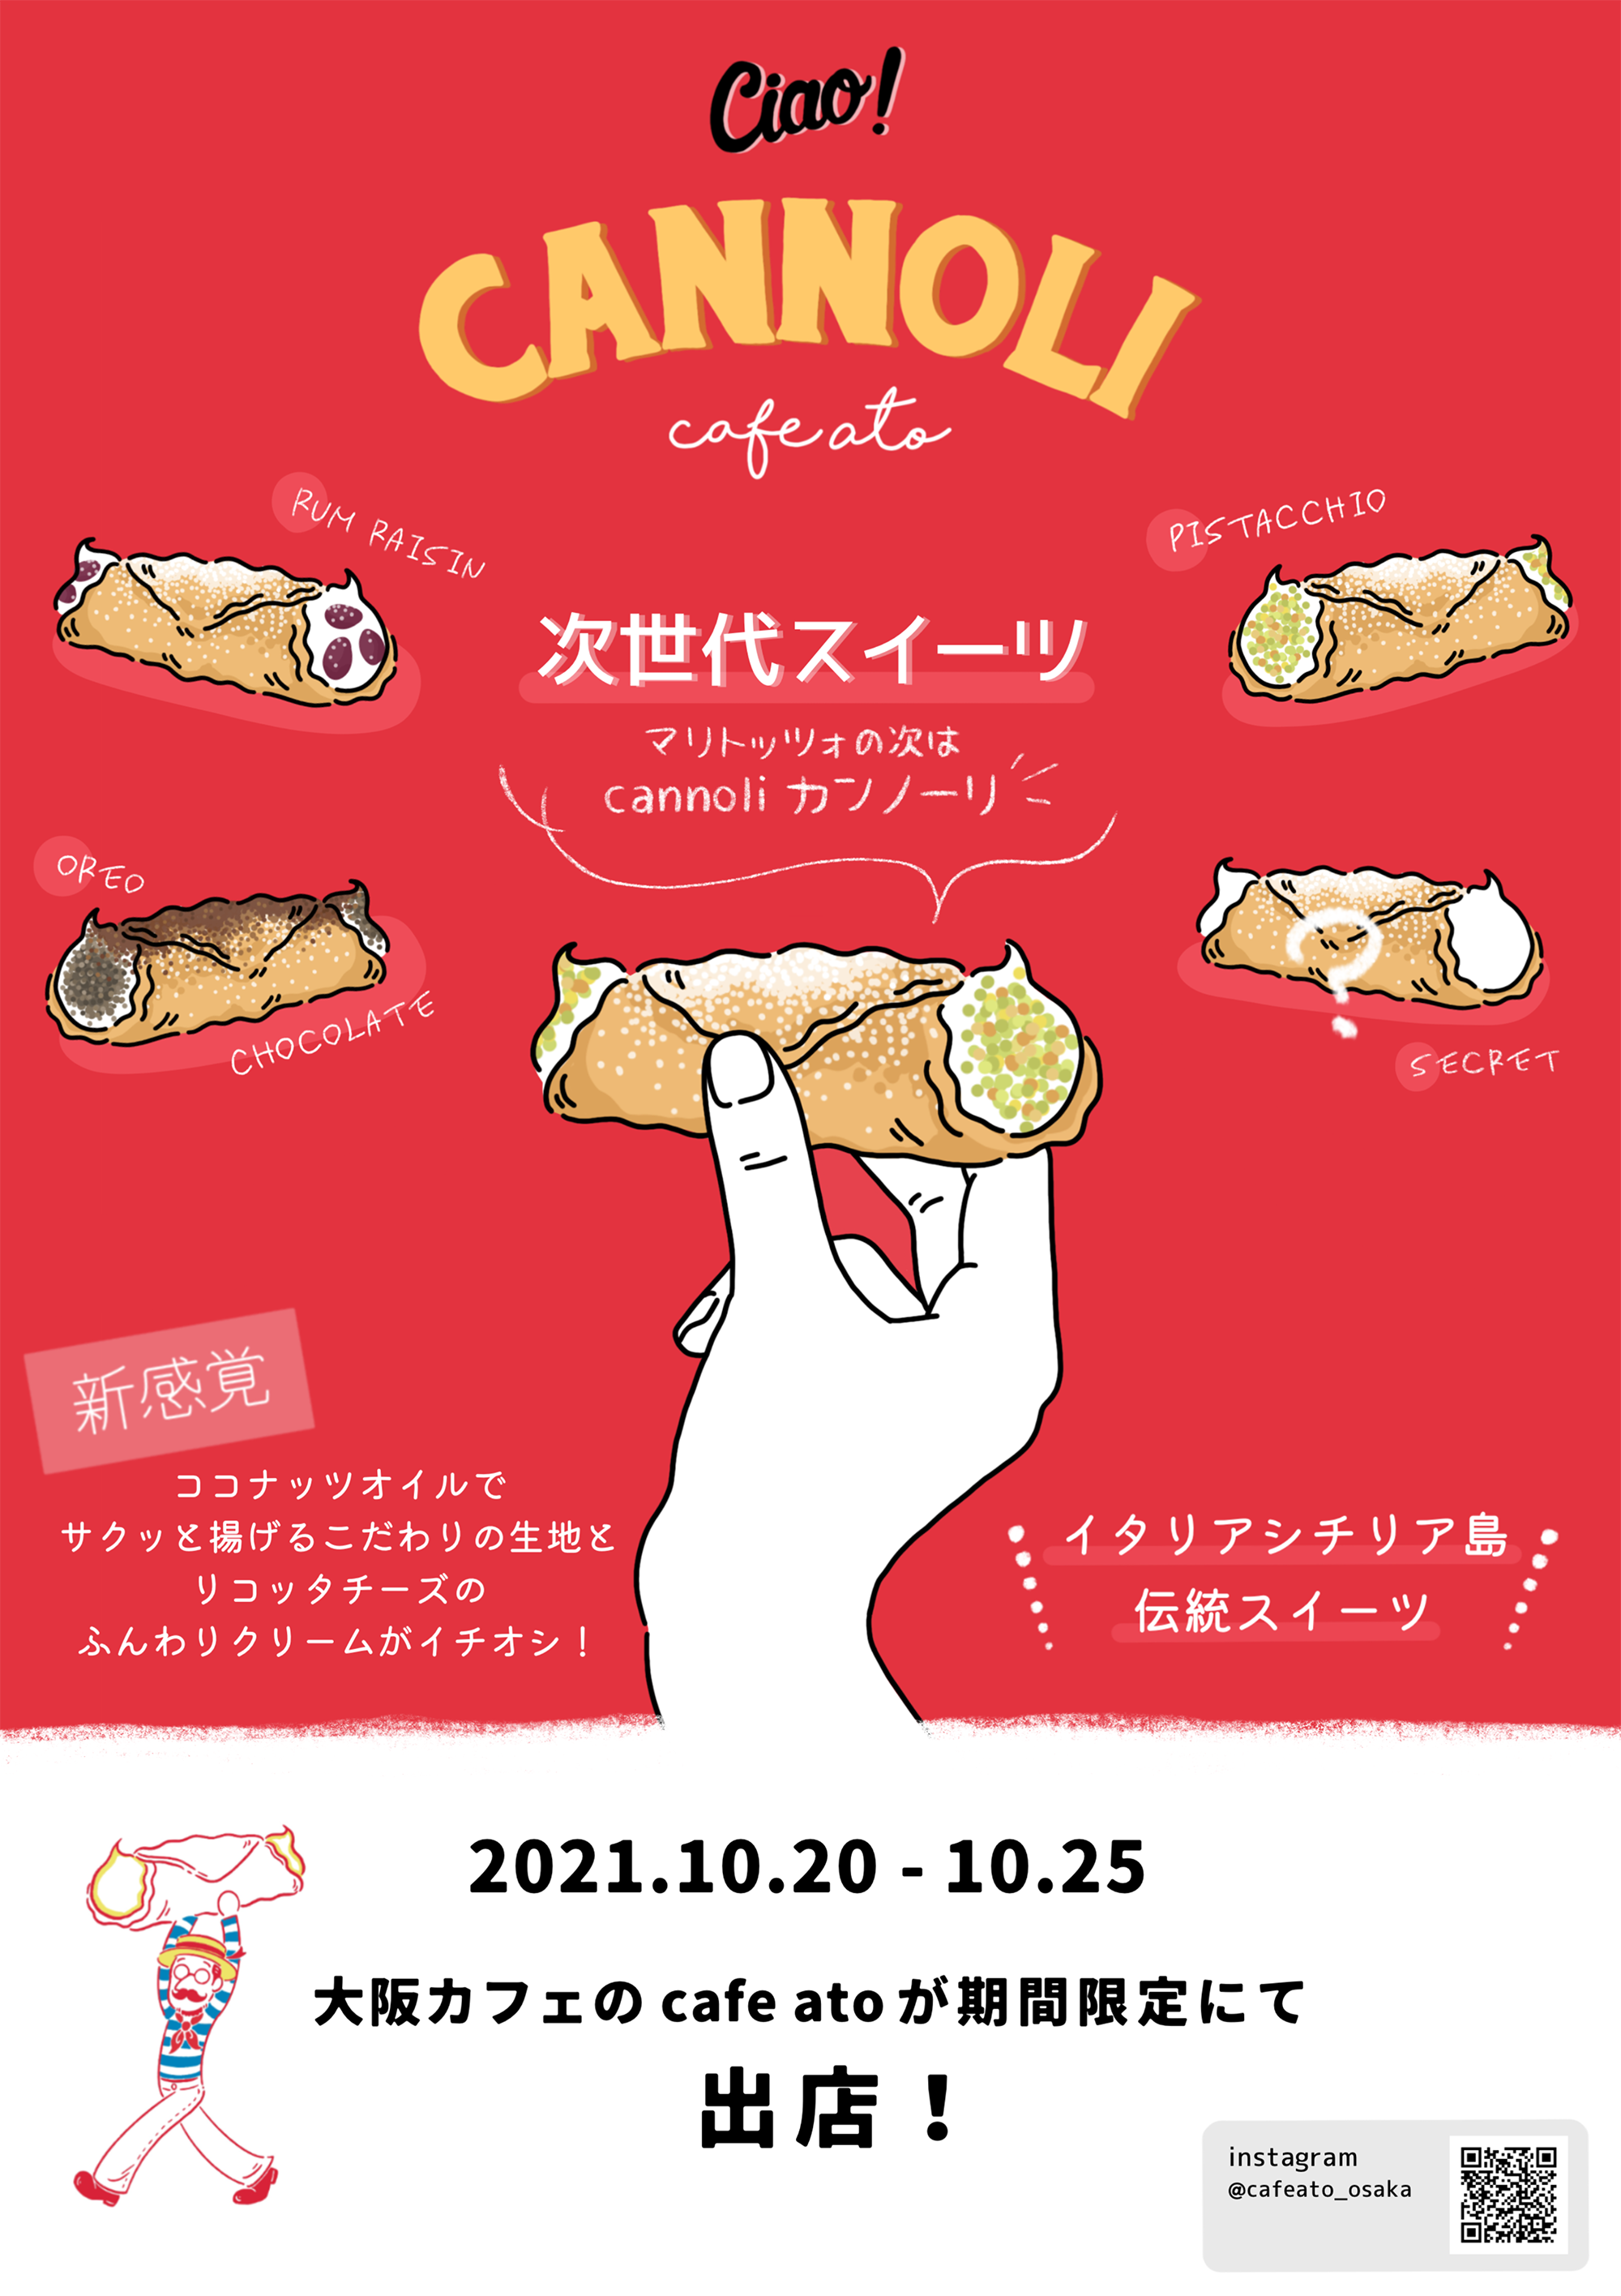 Ciao!
CANNOLI
cafe ato
RUM RAISIN
PISTACCHIO
次世代スイーツ
マリトッツォの次は
cannoli カンノーリ
OREO
CHOCOLATE
?
SECRET
新感覚
ココナッツオイルで
サクッと揚げるこだわりの生地と
リコッタチーズの
ふんわりクリームがイチオシ！
イタリアシチリア島
伝統スイーツ
2021.10.20 - 10.25
大阪カフェの cafe ato が期間限定にて
出店！
instagram
@cafeato_osaka